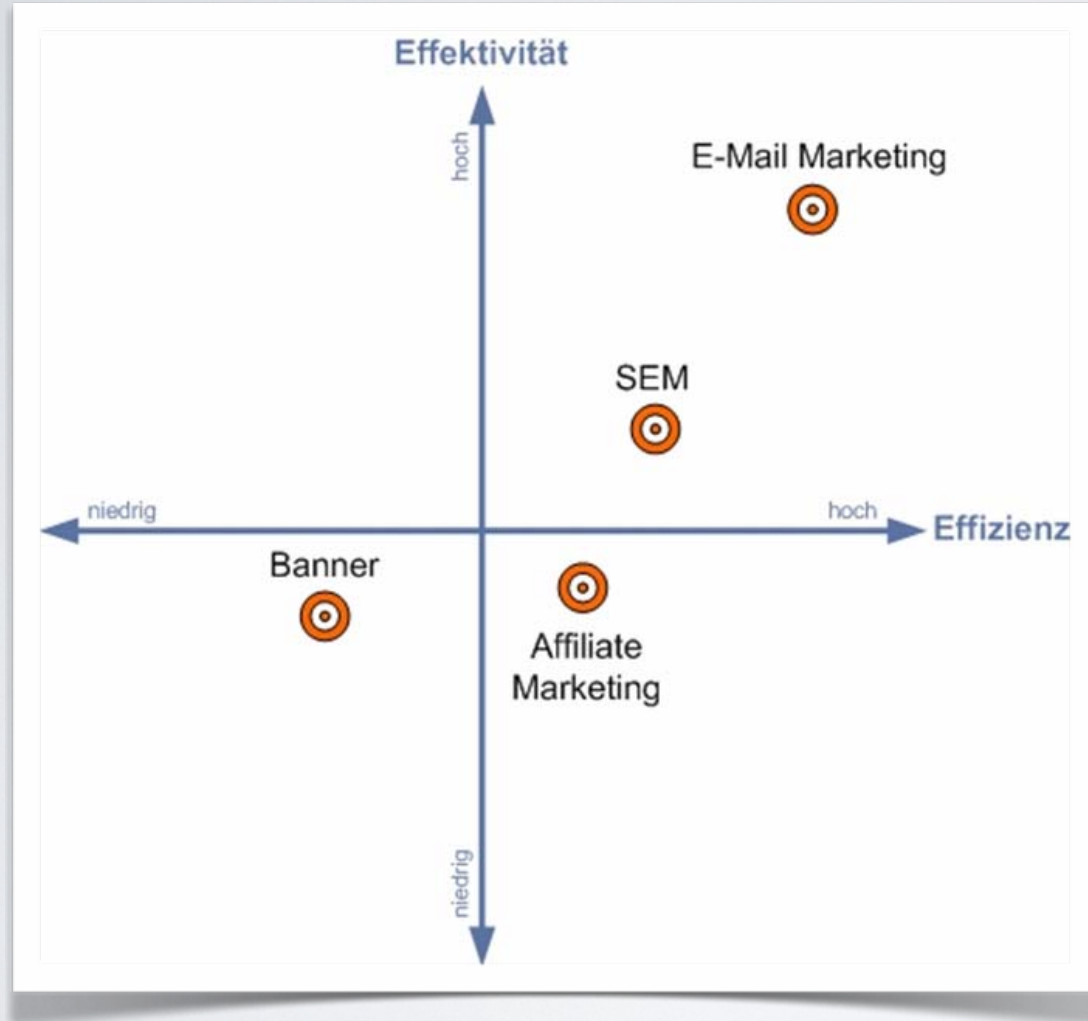 Effektivität
hoch
E-Mail Marketing
SEM
niedrig
hoch
Effizienz
Banner
Affiliate
Marketing
niedrig